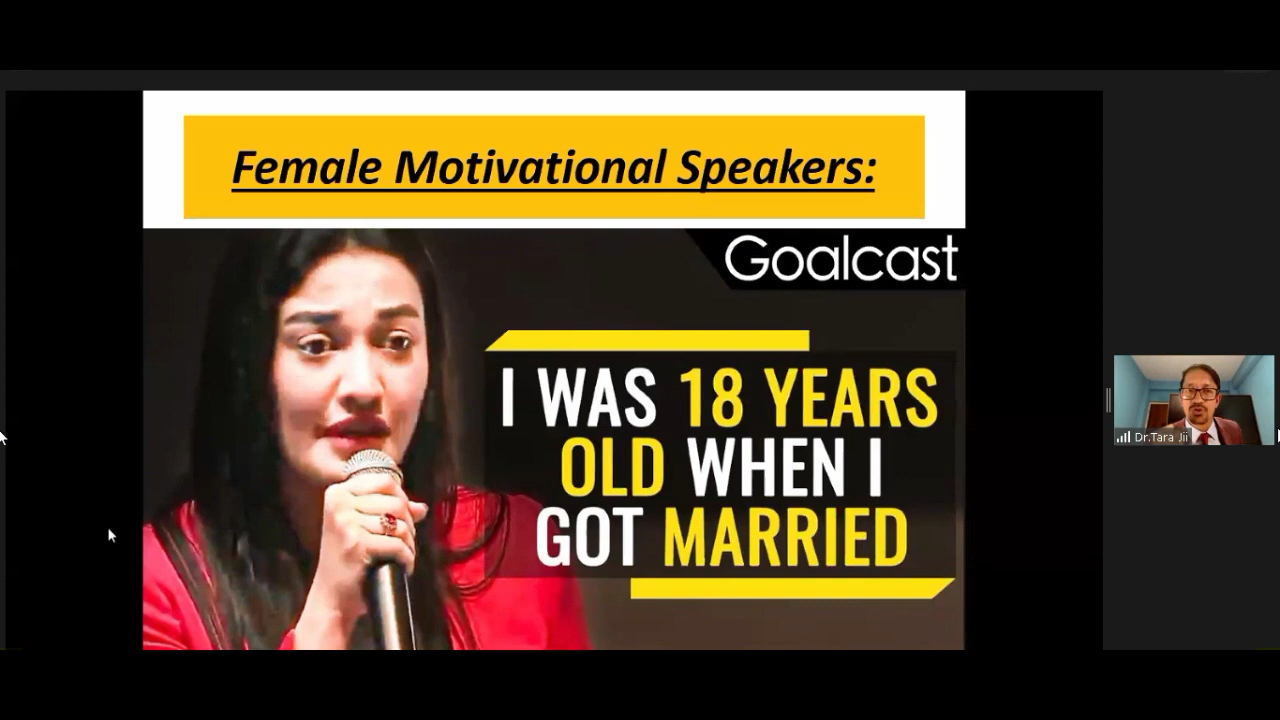 Female Motivational Speakers:
Goalcast
I WAS 18 YEARS
OLD WHEN I
GOT MARRIED
Dr.Tara Jii